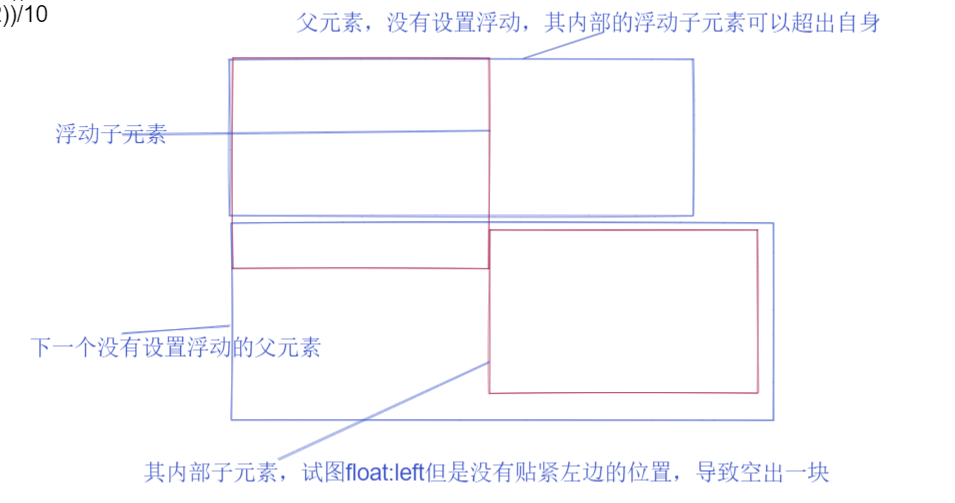 ))/10
父元素，没有设置浮动，其内部的浮动子元素可以超出自身
浮动子元素
下一个没有设置浮动的父元素
其内部子元素，试图float:left但是没有贴紧左边的位置，导致空出一块